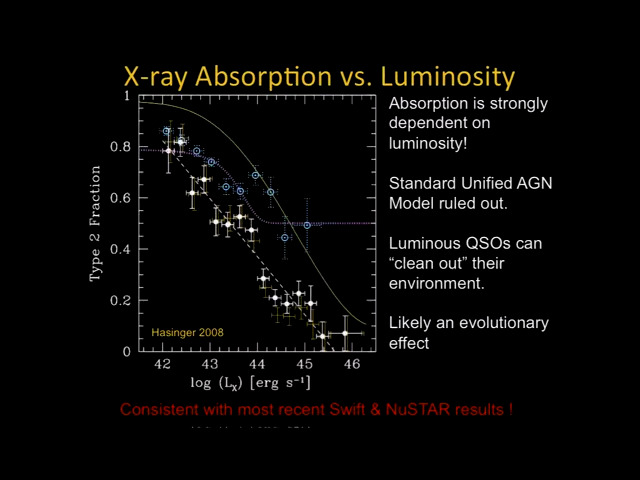 X-ray Absorption vs. Luminosity
Absorption is strongly
dependent on
luminosity!
Standard Unified AGN
Model ruled out.
Luminous QSOs can
“clean out” their
environment.
Likely an evolutionary
effect
1
0.8
0.6
0.4
0.2
0
Type 2 Fraction
Hasinger 2008
42 43 44 45 46
log (Lx) [erg s⁻¹]
Consistent with most recent Swift & NuSTAR results !